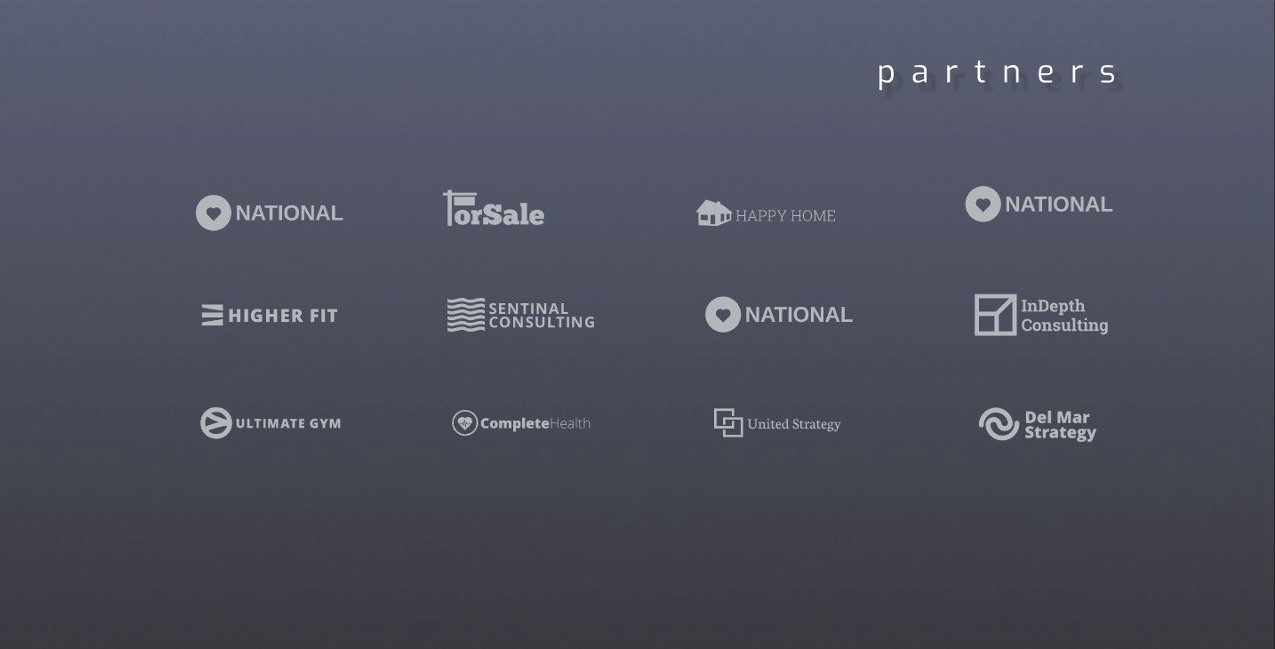 partners
NATIONAL
ForSale
HAPPY HOME
NATIONAL
HIGHER FIT
SENTINAL
CONSULTING
NATIONAL
InDepth
Consulting
ULTIMATE GYM
CompleteHealth
United Strategy
Del Mar
Strategy